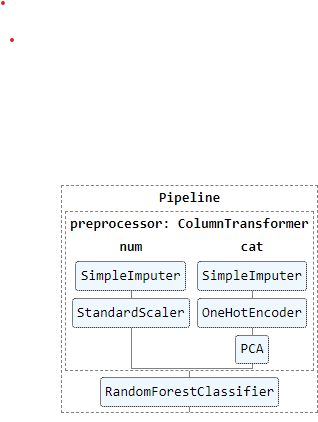 Pipeline
preprocessor: ColumnTransformer
num cat
SimpleImputer SimpleImputer
StandardScaler OneHotEncoder
PCA
RandomForestClassifier